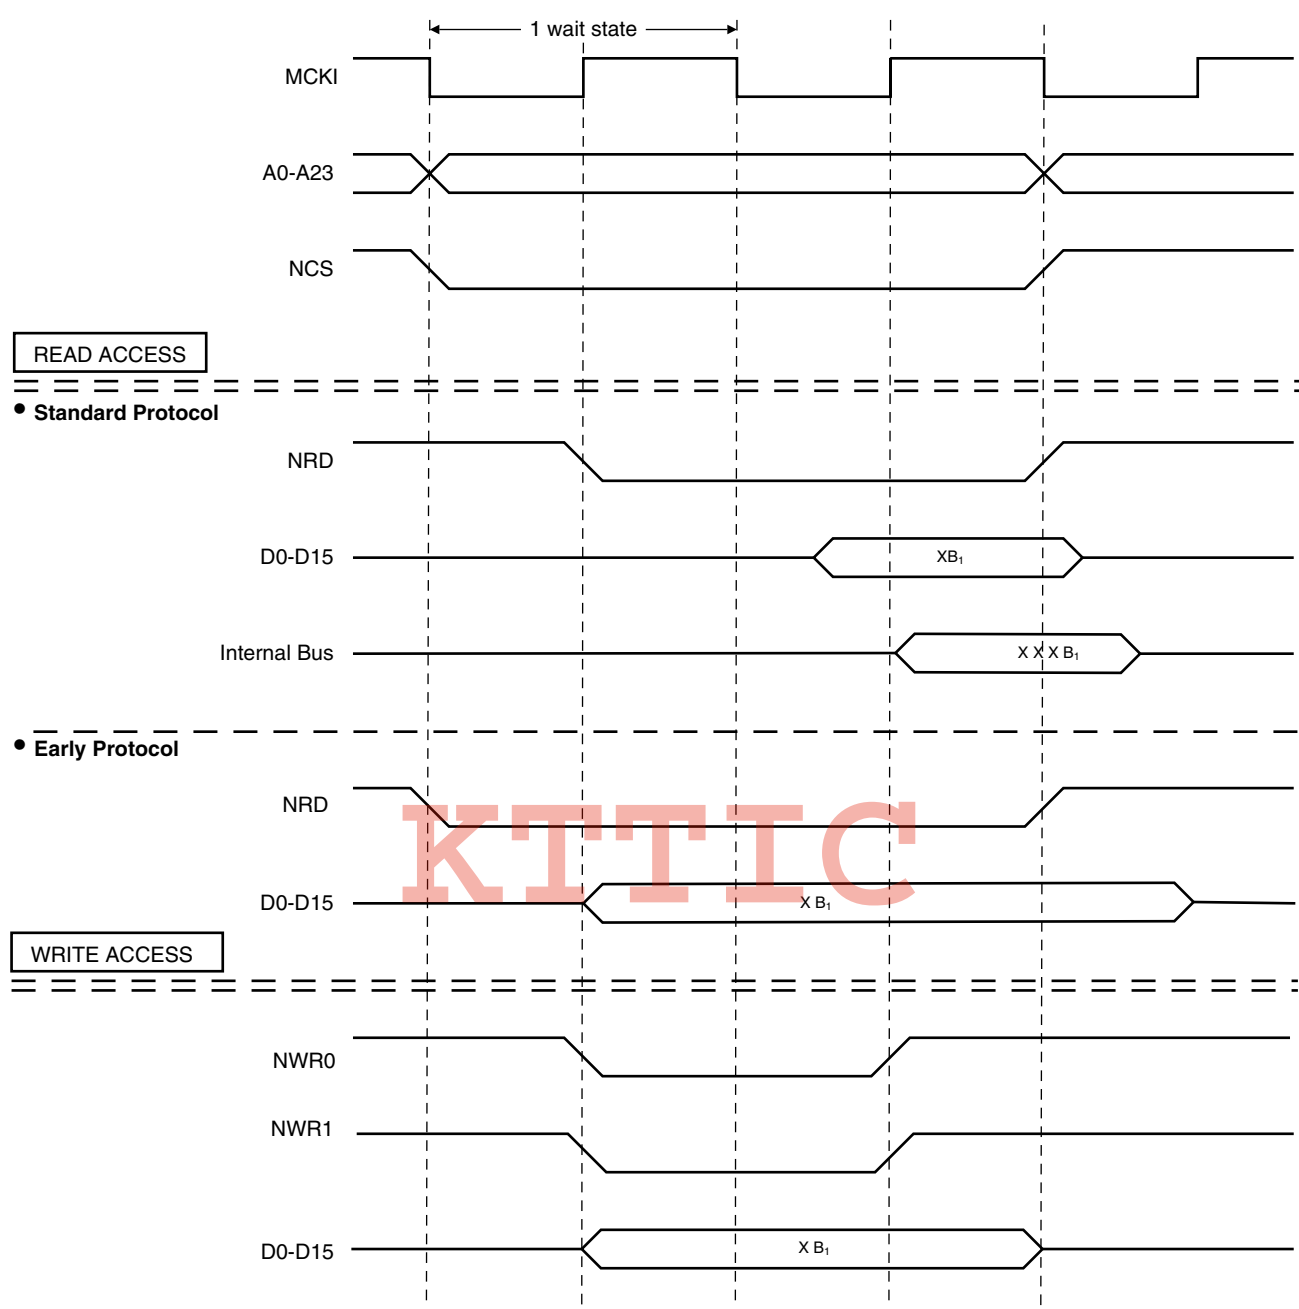 1 wait state
MCKI
A0-A23
NCS
READ ACCESS
• Standard Protocol
NRD
D0-D15
XB₁
Internal Bus
X X X B₁
• Early Protocol
NRD
KTTIC
D0-D15
X B₁
WRITE ACCESS
NWR0
NWR1
D0-D15
X B₁